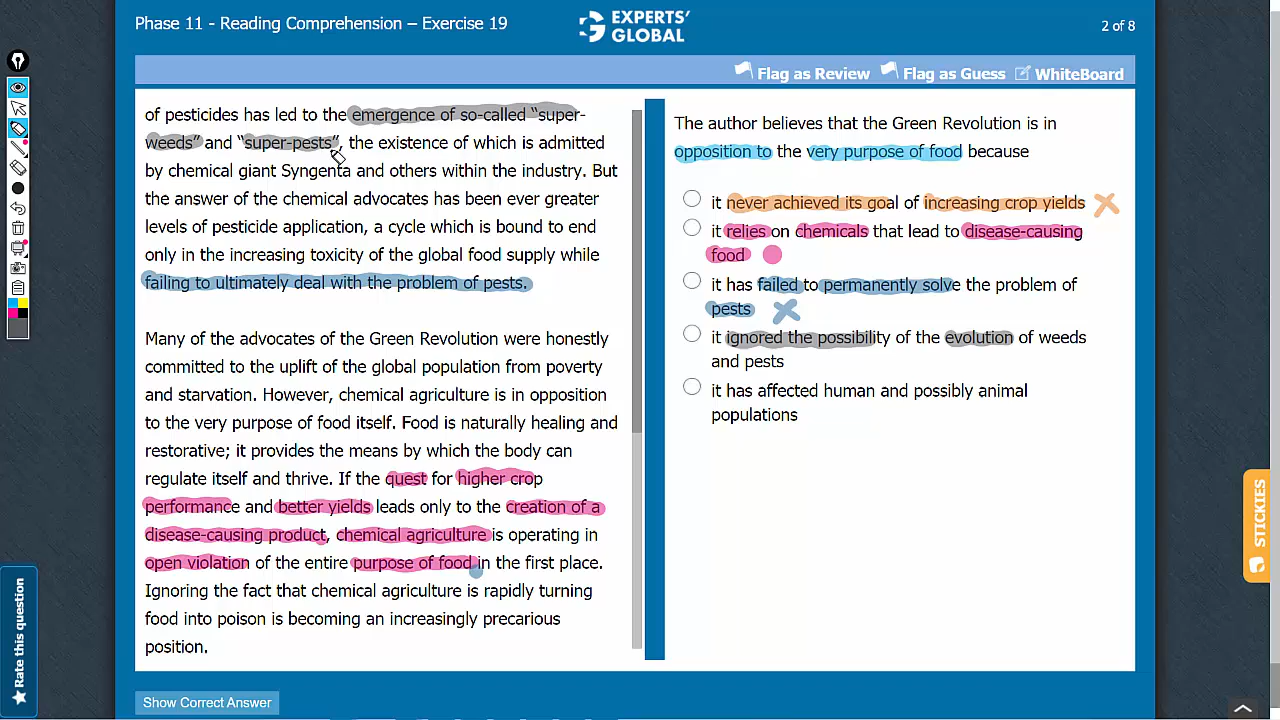 Phase 11 - Reading Comprehension – Exercise 19
EXPERTS'
GLOBAL
2 of 8
Flag as Review
Flag as Guess
WhiteBoard
of pesticides has led to the emergence of so-called “super-
weeds” and “super-pests”, the existence of which is admitted
by chemical giant Syngenta and others within the industry. But
the answer of the chemical advocates has been ever greater
levels of pesticide application, a cycle which is bound to end
only in the increasing toxicity of the global food supply while
failing to ultimately deal with the problem of pests.
Many of the advocates of the Green Revolution were honestly
committed to the uplift of the global population from poverty
and starvation. However, chemical agriculture is in opposition
to the very purpose of food itself. Food is naturally healing and
restorative; it provides the means by which the body can
regulate itself and thrive. If the quest for higher crop
performance and better yields leads only to the creation of a
disease-causing product, chemical agriculture is operating in
open violation of the entire purpose of food in the first place.
Ignoring the fact that chemical agriculture is rapidly turning
food into poison is becoming an increasingly precarious
position.
The author believes that the Green Revolution is in
opposition to the very purpose of food because
it never achieved its goal of increasing crop yields
it relies on chemicals that lead to disease-causing
food
it has failed to permanently solve the problem of
pests
it ignored the possibility of the evolution of weeds
and pests
it has affected human and possibly animal
populations
STICKIES
Rate this question
Show Correct Answer